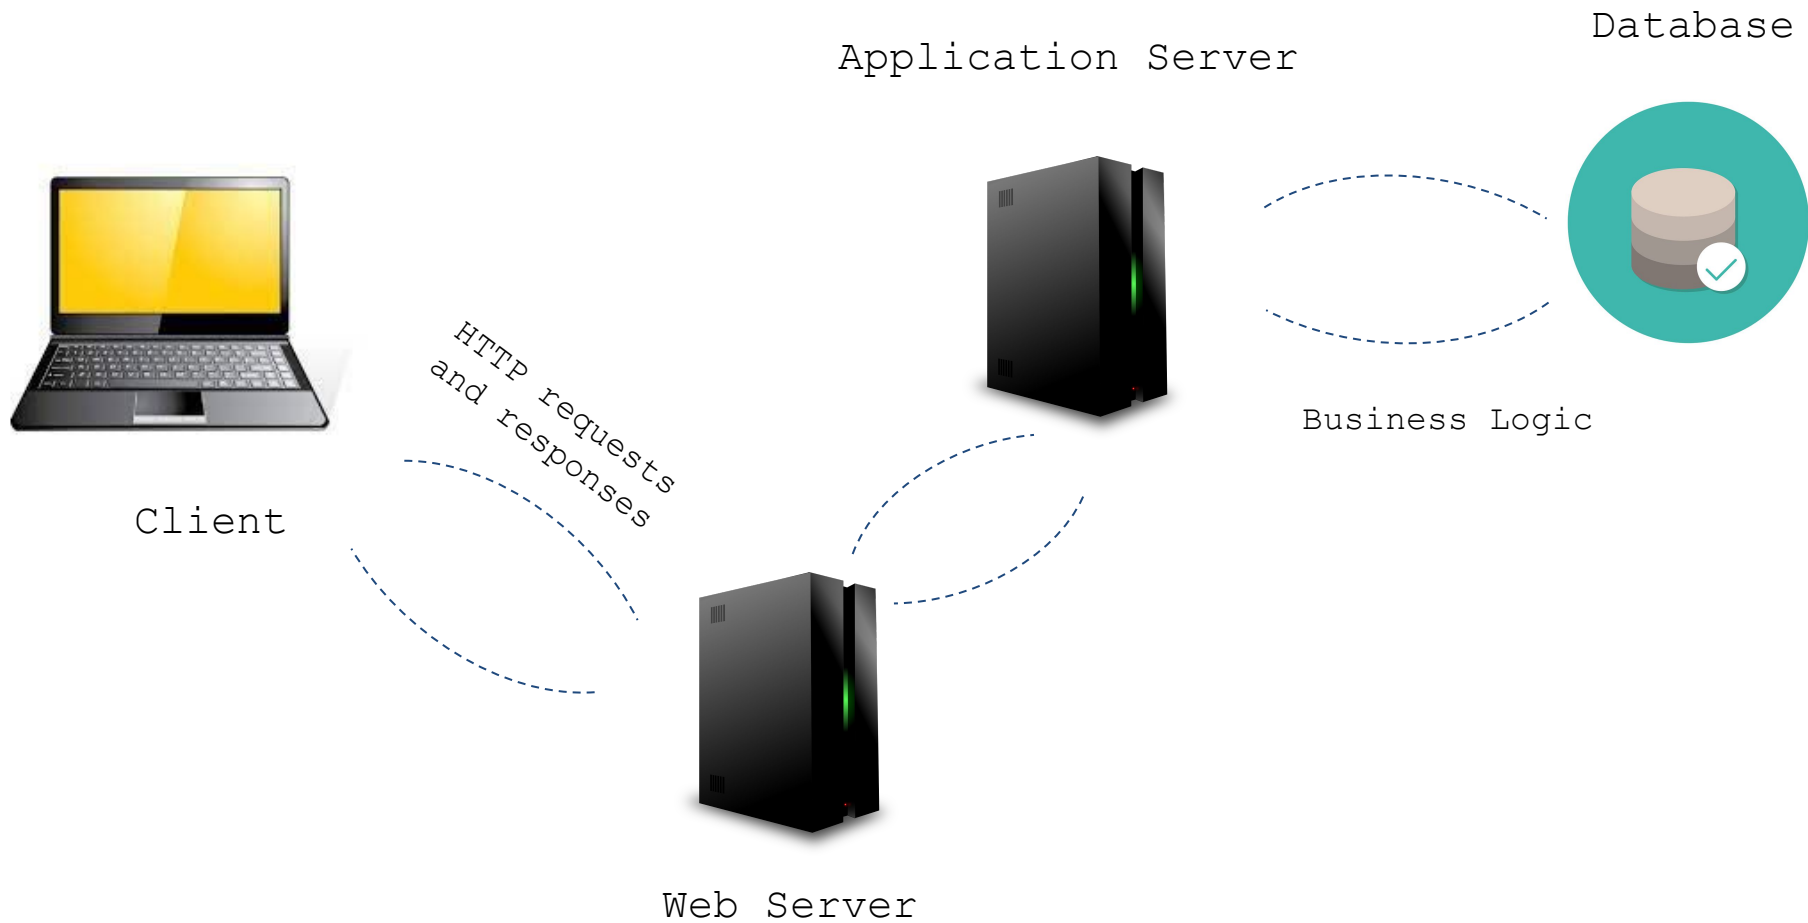 Database
Application Server
HTTP requests
and responses
Business Logic
Client
Web Server